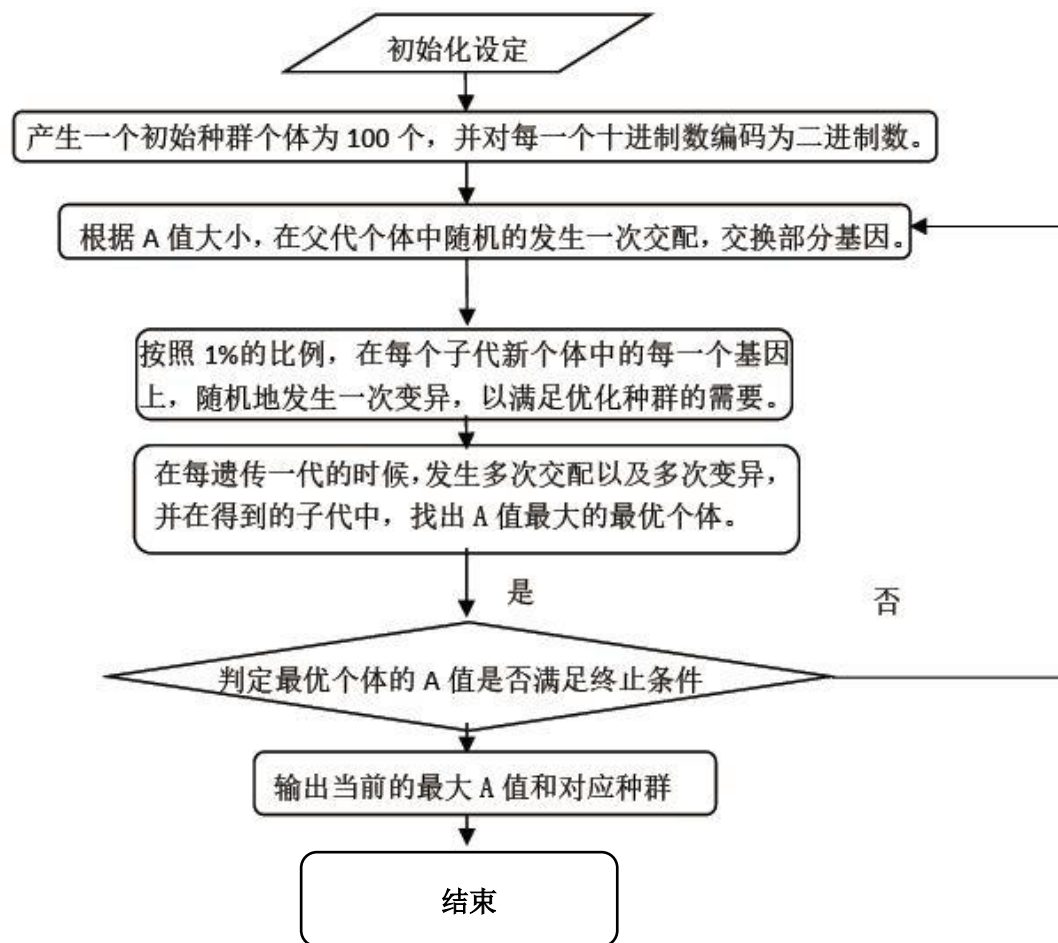 初始化设定
产生一个初始种群个体为 100 个，并对每一个十进制数编码为二进制数。
根据 A 值大小，在父代个体中随机的发生一次交配，交换部分基因。
按照 1%的比例，在每个子代新个体中的每一个基因
上，随机地发生一次变异，以满足优化种群的需要。
在每遗传一代的时候，发生多次交配以及多次变异，
并在得到的子代中，找出 A 值最大的最优个体。
是
否
判定最优个体的 A 值是否满足终止条件
输出当前的最大 A 值和对应种群
结束